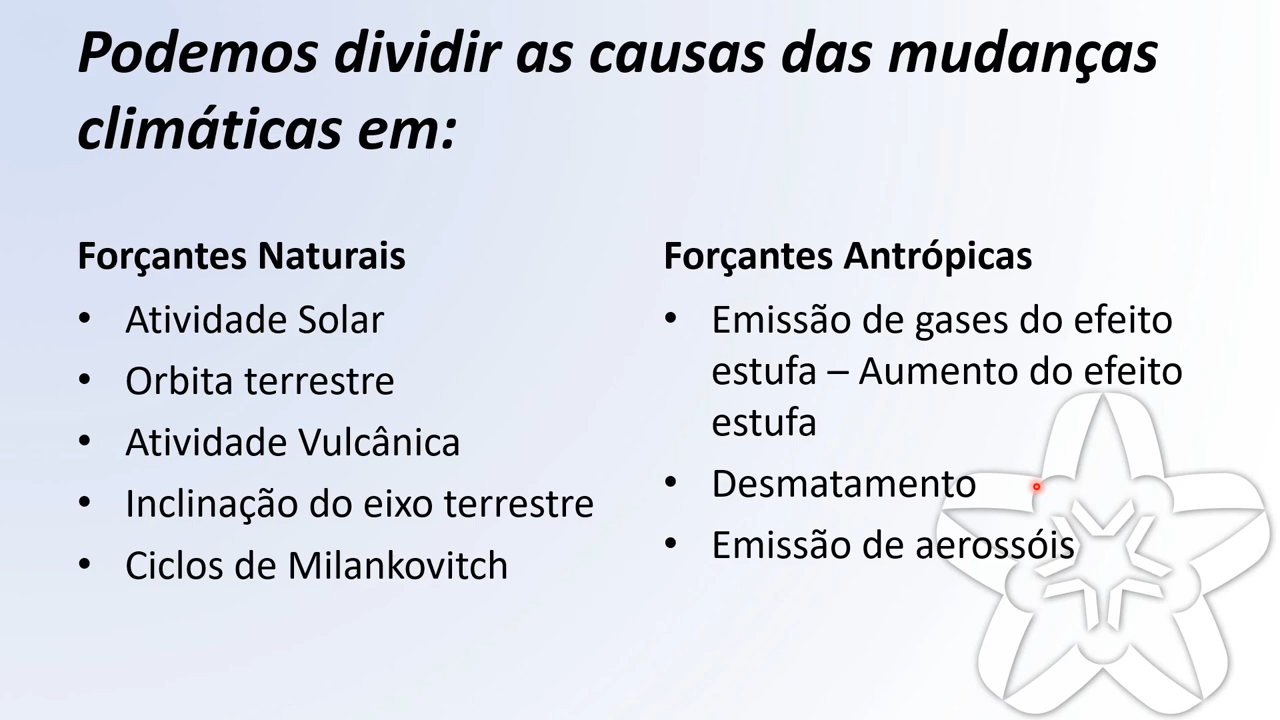 Podemos dividir as causas das mudanças
climáticas em:
Forçantes Naturais
• Atividade Solar
• Orbita terrestre
• Atividade Vulcânica
• Inclinação do eixo terrestre
• Ciclos de Milankovitch
Forçantes Antrópicas
• Emissão de gases do efeito
estufa – Aumento do efeito
estufa
• Desmatamento
• Emissão de aerossóis